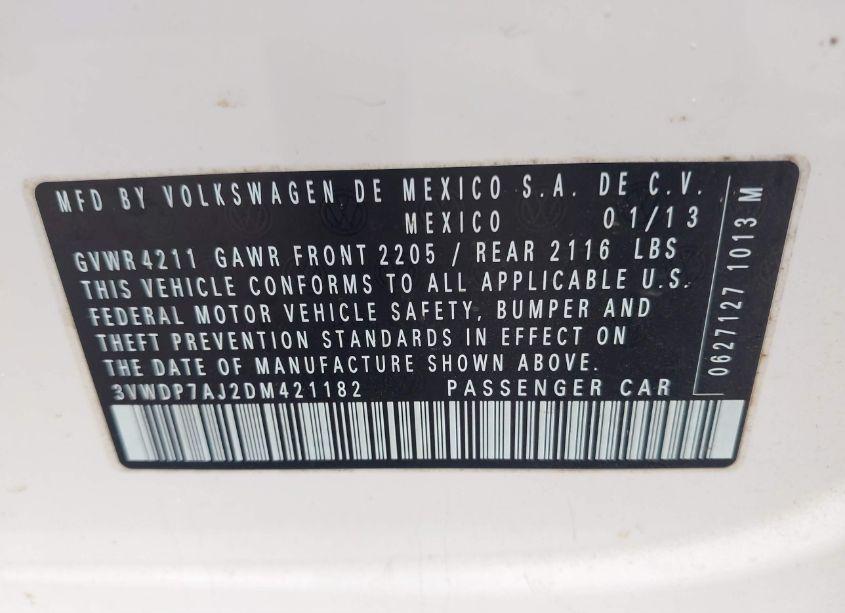 MFD BY VOLKSWAGEN DE MEXICO S.A. DE C.V.
MEXICO 01/13
GVWR 4211 GAWR FRONT 2205 / REAR 2116 LBS
THIS VEHICLE CONFORMS TO ALL APPLICABLE U.S.
FEDERAL MOTOR VEHICLE SAFETY, BUMPER AND
THEFT PREVENTION STANDARDS IN EFFECT ON
THE DATE OF MANUFACTURE SHOWN ABOVE.
3VWDP7AJ2DM421182 PASSENGER CAR
0627127 1013 M